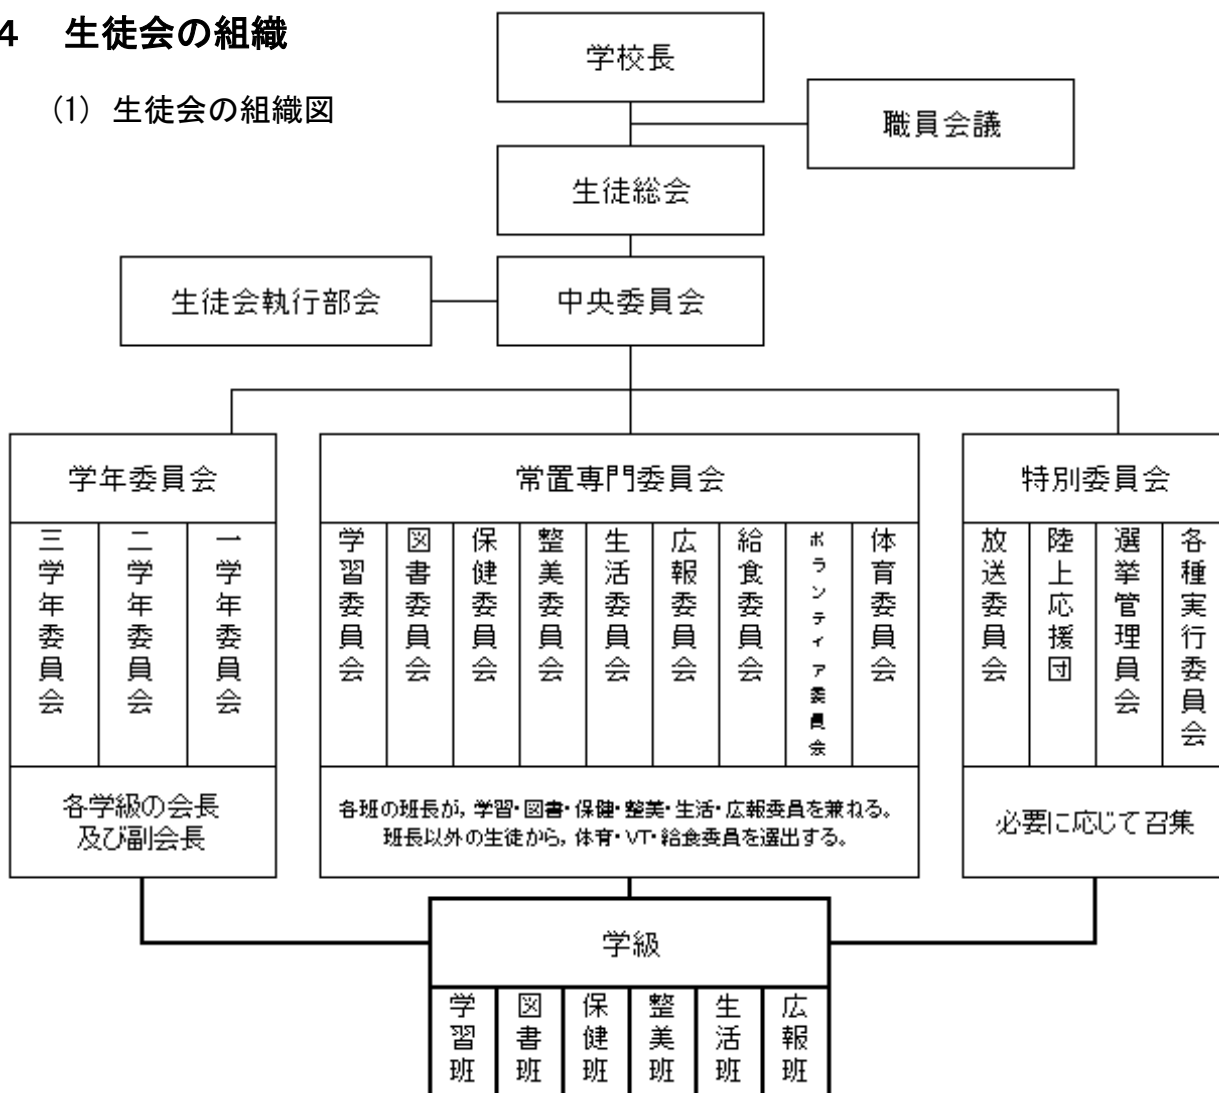 4 生徒会の組織
(1) 生徒会の組織図
学校長
職員会議
生徒総会
生徒会執行部会
中央委員会
学年委員会
三学年委員会
二学年委員会
一学年委員会
常置専門委員会
学習委員会
図書委員会
保健委員会
整美委員会
生活委員会
広報委員会
給食委員会
ボランティア委員会
体育委員会
特別委員会
放送委員会
陸上応援団
選挙管理員会
各種実行委員会
各学級の会長
及び副会長
各班の班長が，学習・図書・保健・整美・生活・広報委員を兼ねる。
班長以外の生徒から，体育・VT・給食委員を選出する。
必要に応じて召集
学級
学習班
図書班
保健班
整美班
生活班
広報班